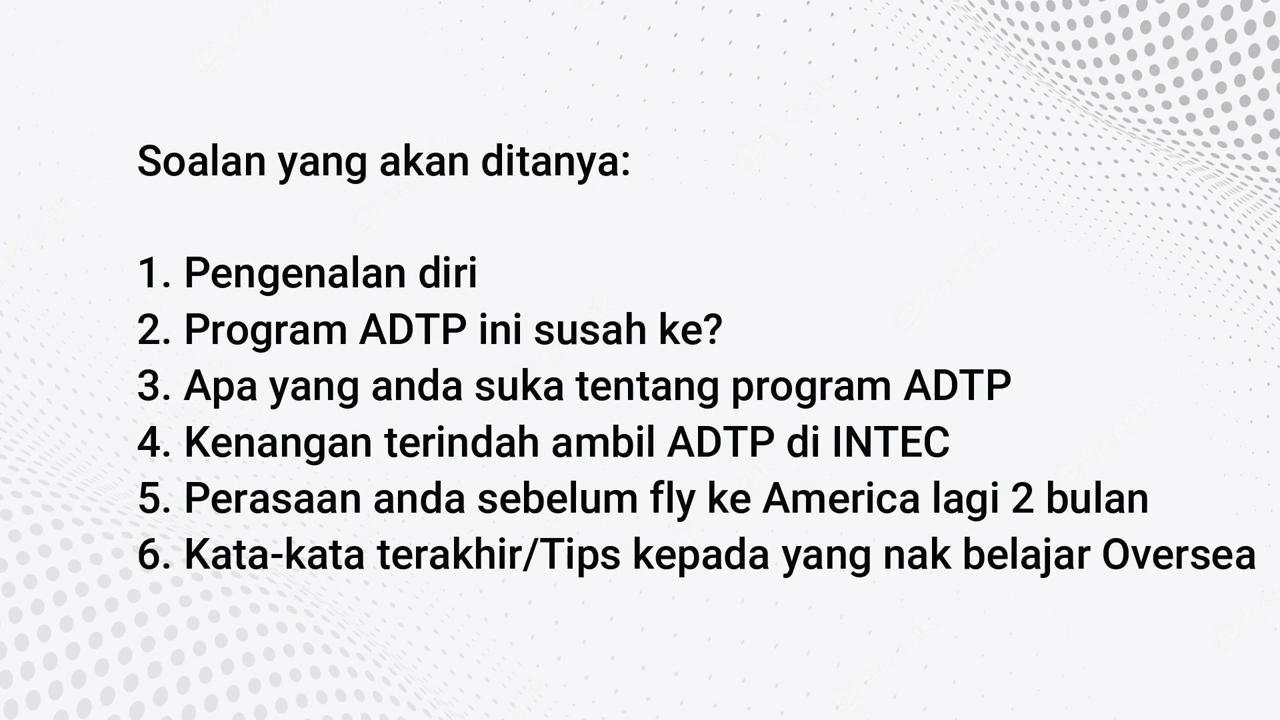 Soalan yang akan ditanya:
1. Pengenalan diri
2. Program ADTP ini susah ke?
3. Apa yang anda suka tentang program ADTP
4. Kenangan terindah ambil ADTP di INTEC
5. Perasaan anda sebelum fly ke America lagi 2 bulan
6. Kata-kata terakhir/Tips kepada yang nak belajar Oversea